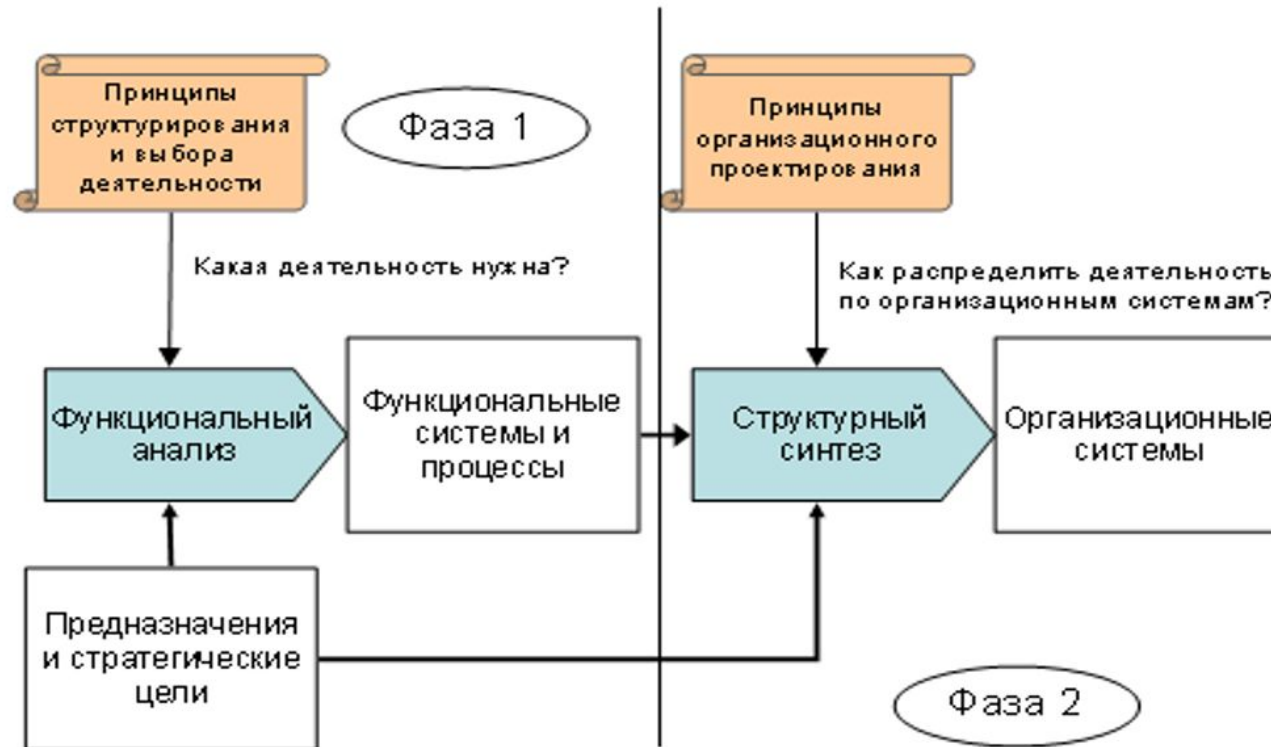 Принципы
структурирования
и выбора
деятельности
Фаза 1
Принципы
организационного
проектирования
Какая деятельность нужна?
Как распределить деятельность
по организационным системам?
Функциональный
анализ
Функциональные
системы и
процессы
Структурный
синтез
Организационные
системы
Предназначения
и стратегические
цели
Фаза 2